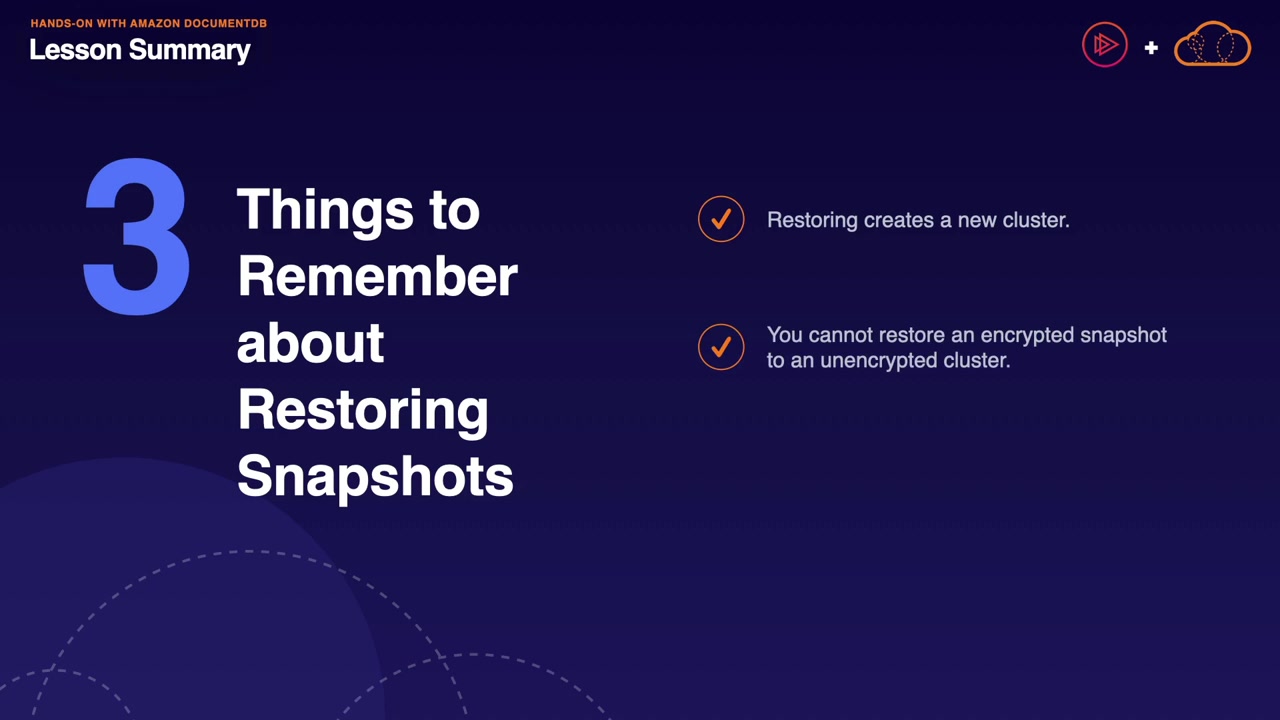 HANDS-ON WITH AMAZON DOCUMENTDB
Lesson Summary
+
3
Things to
Remember
about
Restoring
Snapshots
Restoring creates a new cluster.
You cannot restore an encrypted snapshot
to an unencrypted cluster.